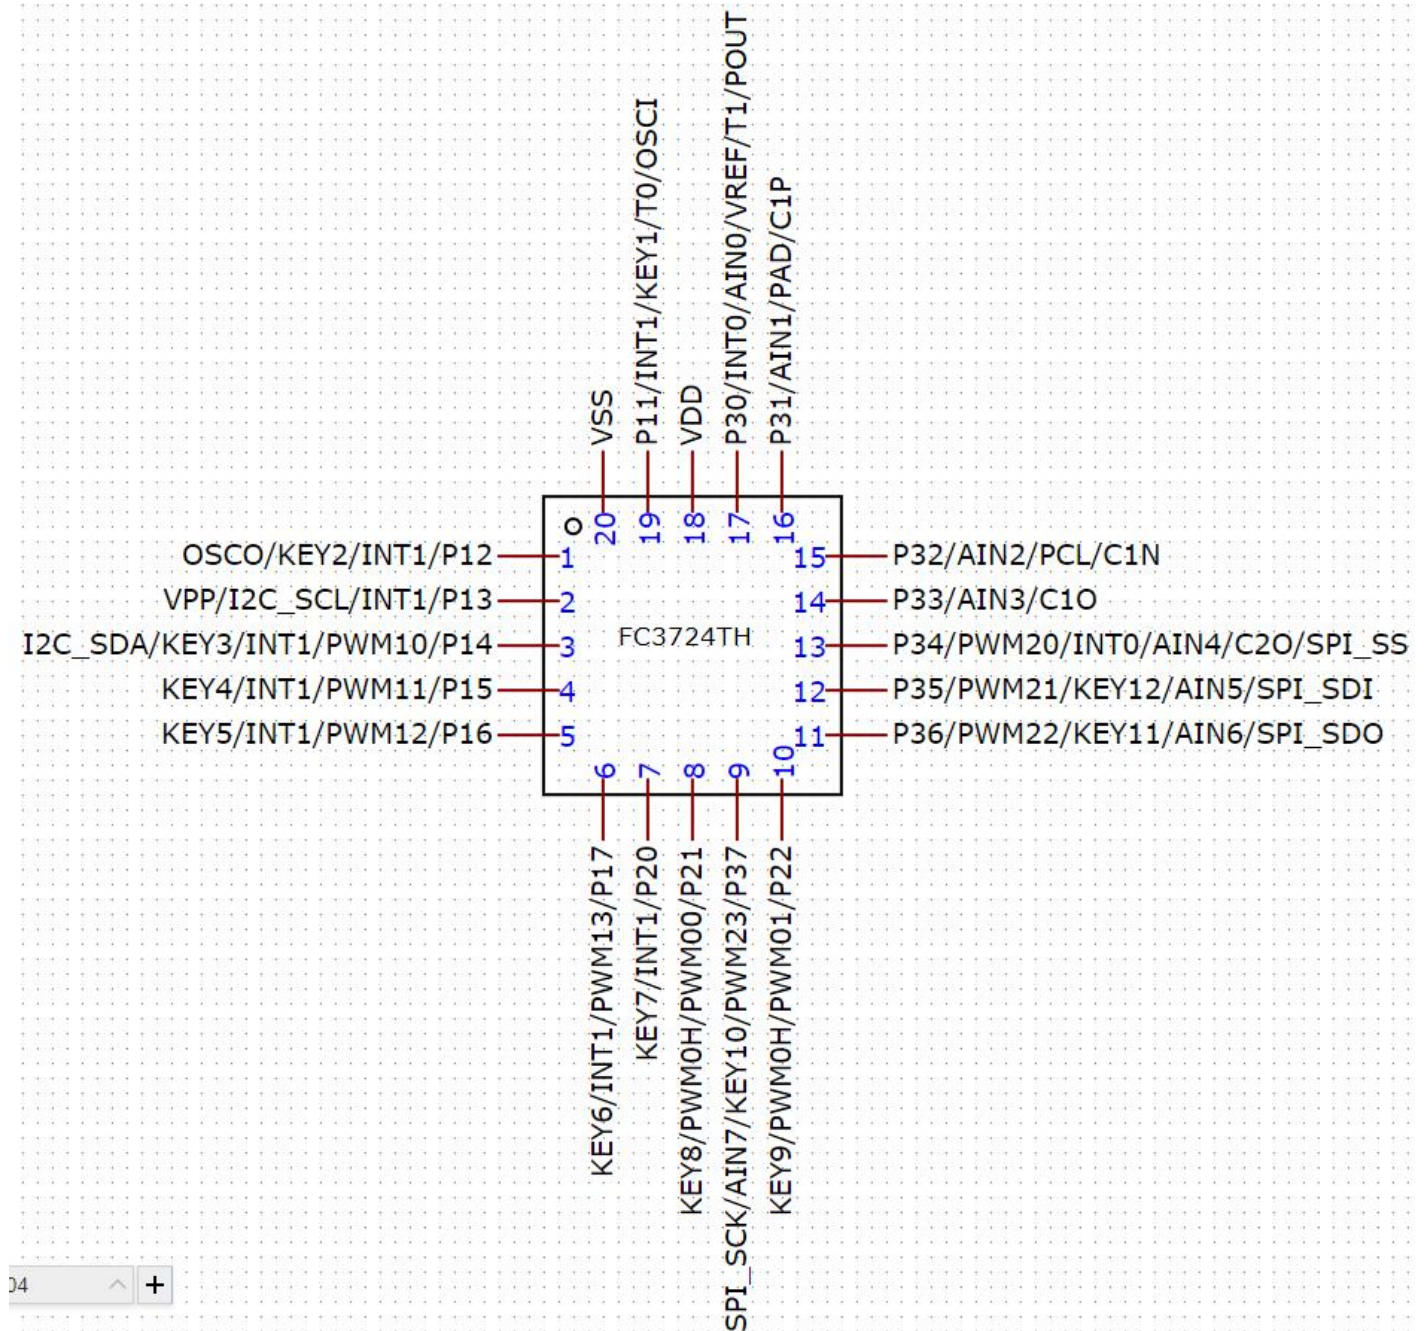 SPI_SCK/AIN7/KEY10/PWM23/P37
P30/INT0/AIN0/VREF/T1/POUT
P11/INT1/KEY1/T0/OSCI
P31/AIN1/PAD/C1P
VSS
VDD
20
19
18
17
16
OSCO/KEY2/INT1/P12
1
15
P32/AIN2/PCL/C1N
VPP/I2C_SCL/INT1/P13
2
14
P33/AIN3/C1O
I2C_SDA/KEY3/INT1/PWM10/P14
3
FC3724TH
13
P34/PWM20/INT0/AIN4/C2O/SPI_SS
KEY4/INT1/PWM11/P15
4
12
P35/PWM21/KEY12/AIN5/SPI_SDI
KEY5/INT1/PWM12/P16
5
11
P36/PWM22/KEY11/AIN6/SPI_SDO
6
7
8
9
10
KEY6/INT1/PWM13/P17
KEY7/INT1/P20
KEY8/PWM0H/PWM00/P21
KEY9/PWM0H/PWM01/P22
04
+